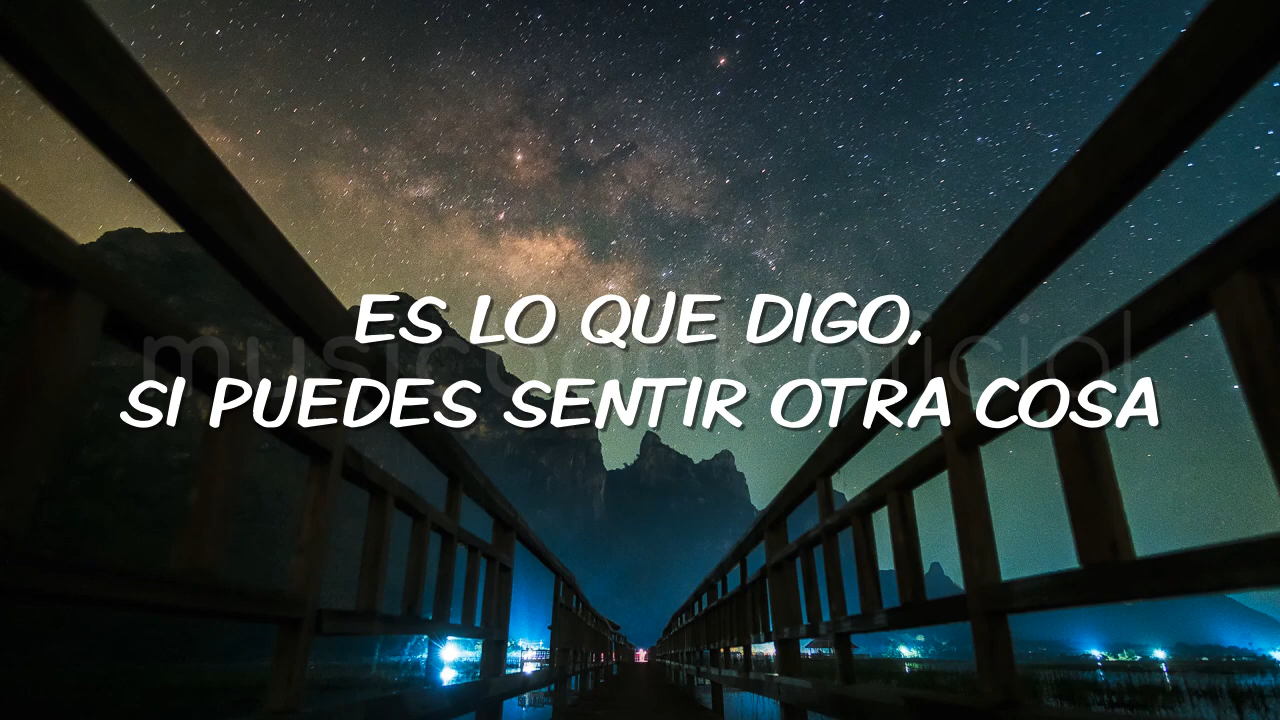 ES LO QUE DIGO,
SI PUEDES SENTIR OTRA COSA